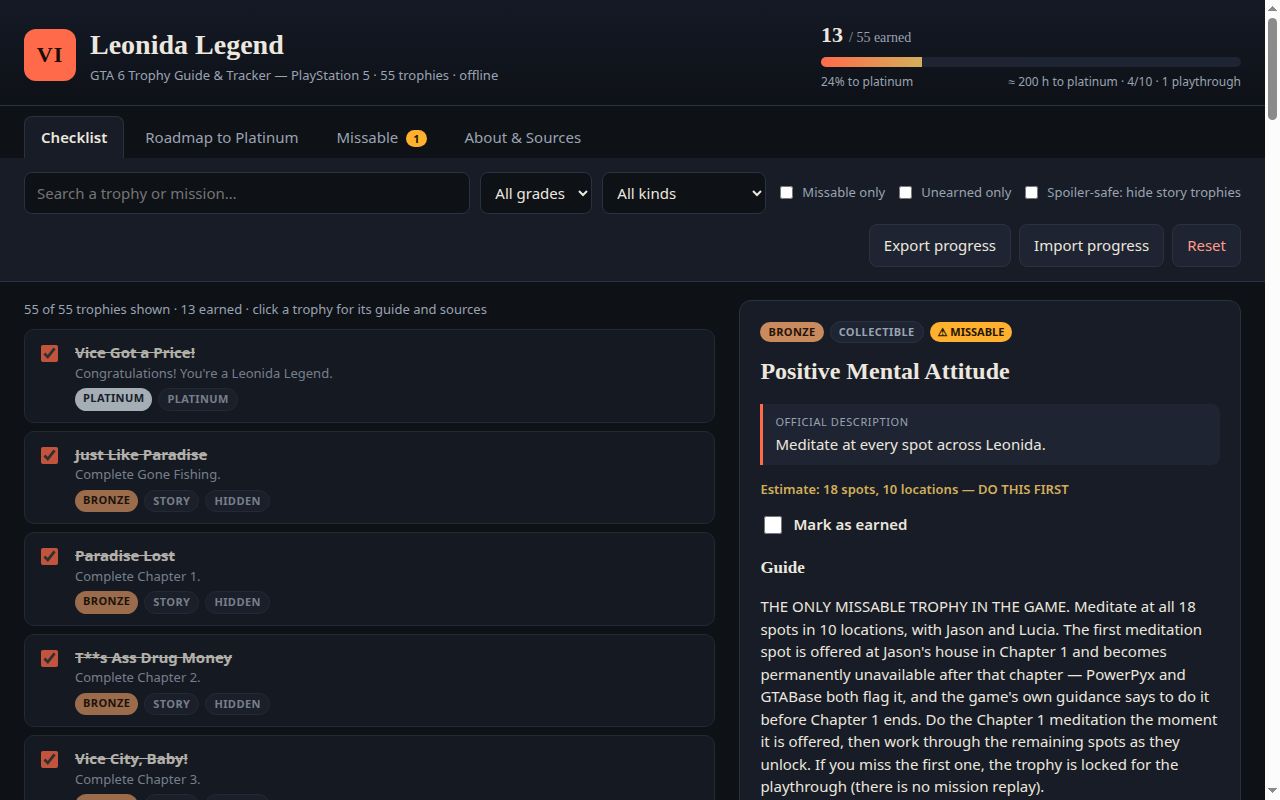 VI
Leonida Legend
GTA 6 Trophy Guide & Tracker — PlayStation 5 · 55 trophies · offline
13 / 55 earned
24% to platinum
≈ 200 h to platinum · 4/10 · 1 playthrough
Checklist
Roadmap to Platinum
Missable 1
About & Sources
Search a trophy or mission...
All grades
All kinds
Missable only
Unearned only
Spoiler-safe: hide story trophies
Export progress
Import progress
Reset
55 of 55 trophies shown · 13 earned · click a trophy for its guide and sources
Vice Got a Price!
Congratulations! You're a Leonida Legend.
PLATINUM PLATINUM
Just Like Paradise
Complete Gone Fishing.
BRONZE STORY HIDDEN
Paradise Lost
Complete Chapter 1.
BRONZE STORY HIDDEN
T**s Ass Drug Money
Complete Chapter 2.
BRONZE STORY HIDDEN
Vice City, Baby!
Complete Chapter 3.
BRONZE COLLECTIBLE ⚠ MISSABLE
Positive Mental Attitude
OFFICIAL DESCRIPTION
Meditate at every spot across Leonida.
Estimate: 18 spots, 10 locations — DO THIS FIRST
Mark as earned
Guide
THE ONLY MISSABLE TROPHY IN THE GAME. Meditate at all 18
spots in 10 locations, with Jason and Lucia. The first meditation
spot is offered at Jason's house in Chapter 1 and becomes
permanently unavailable after that chapter — PowerPyx and
GTABase both flag it, and the game's own guidance says to do it
before Chapter 1 ends. Do the Chapter 1 meditation the moment
it is offered, then work through the remaining spots as they
unlock. If you miss the first one, the trophy is locked for the
playthrough (there is no mission replay).